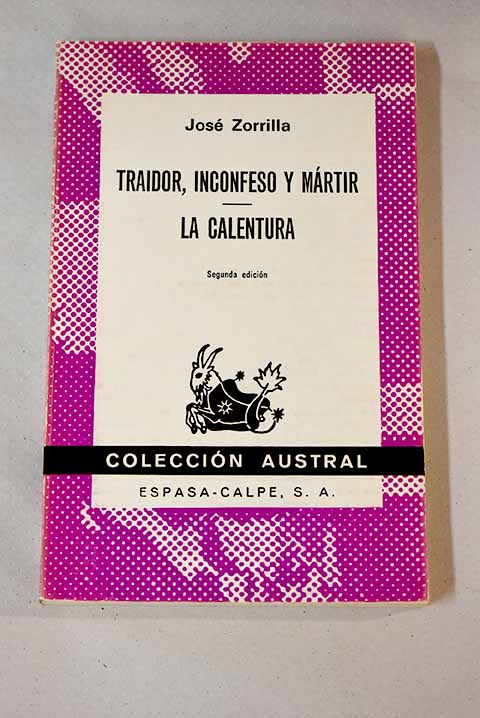 José Zorrilla
TRAIDOR, INCONFESO Y MÁRTIR
LA CALENTURA
Segunda edición
COLECCIÓN AUSTRAL
ESPASA-CALPE, S. A.